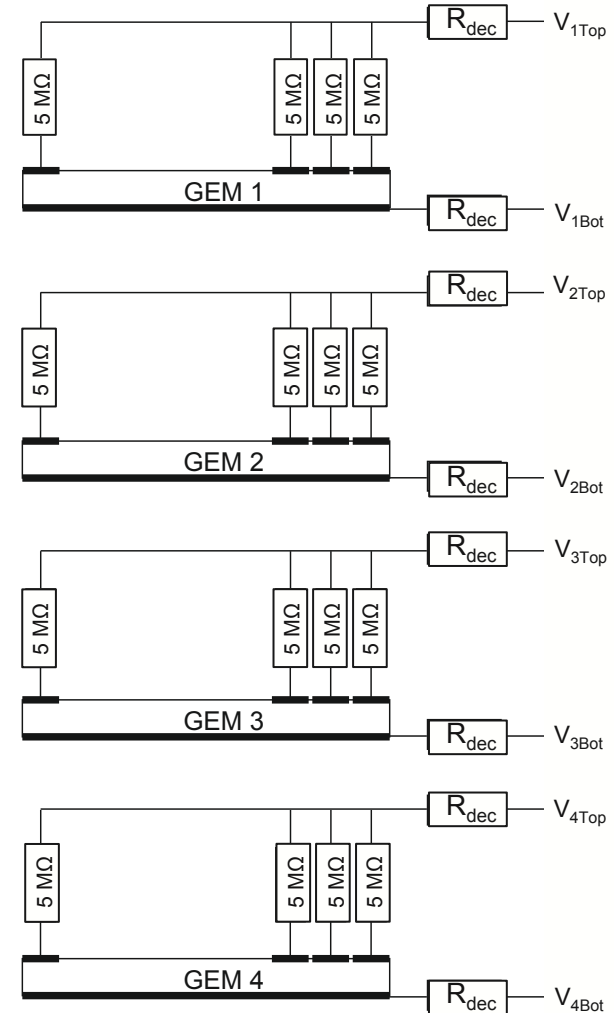 R_dec V_1Top
5 MΩ 5 MΩ 5 MΩ 5 MΩ
GEM 1
R_dec V_1Bot
R_dec V_2Top
5 MΩ 5 MΩ 5 MΩ 5 MΩ
GEM 2
R_dec V_2Bot
R_dec V_3Top
5 MΩ 5 MΩ 5 MΩ 5 MΩ
GEM 3
R_dec V_3Bot
R_dec V_4Top
5 MΩ 5 MΩ 5 MΩ 5 MΩ
GEM 4
R_dec V_4Bot